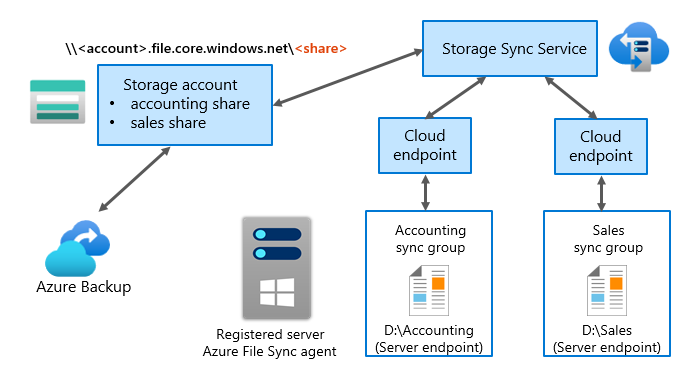 \\<account>.file.core.windows.net\<share>
Storage Sync Service
Storage account
• accounting share
• sales share
Cloud
endpoint
Cloud
endpoint
Accounting
sync group
D:\Accounting
(Server endpoint)
Sales
sync group
D:\Sales
(Server endpoint)
Azure Backup
Registered server
Azure File Sync agent